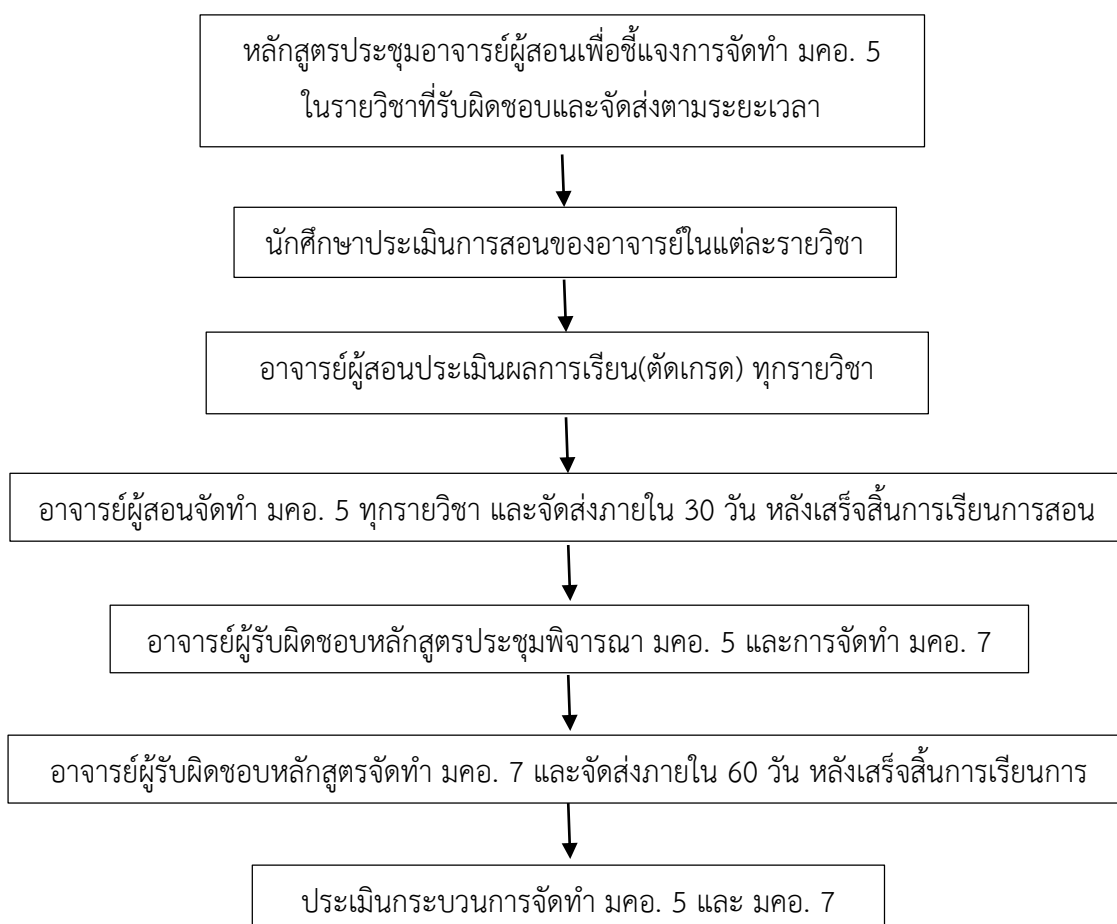 หลักสูตรประชุมอาจารย์ผู้สอนเพื่อชี้แจงการจัดทำ มคอ. 5
ในรายวิชาที่รับผิดชอบและจัดส่งตามระยะเวลา
นักศึกษาประเมินการสอนของอาจารย์ในแต่ละรายวิชา
อาจารย์ผู้สอนประเมินผลการเรียน(ตัดเกรด) ทุกรายวิชา
อาจารย์ผู้สอนจัดทำ มคอ. 5 ทุกรายวิชา และจัดส่งภายใน 30 วัน หลังเสร็จสิ้นการเรียนการสอน
อาจารย์ผู้รับผิดชอบหลักสูตรประชุมพิจารณา มคอ. 5 และการจัดทำ มคอ. 7
อาจารย์ผู้รับผิดชอบหลักสูตรจัดทำ มคอ. 7 และจัดส่งภายใน 60 วัน หลังเสร็จสิ้นการเรียนการ
ประเมินกระบวนการจัดทำ มคอ. 5 และ มคอ. 7